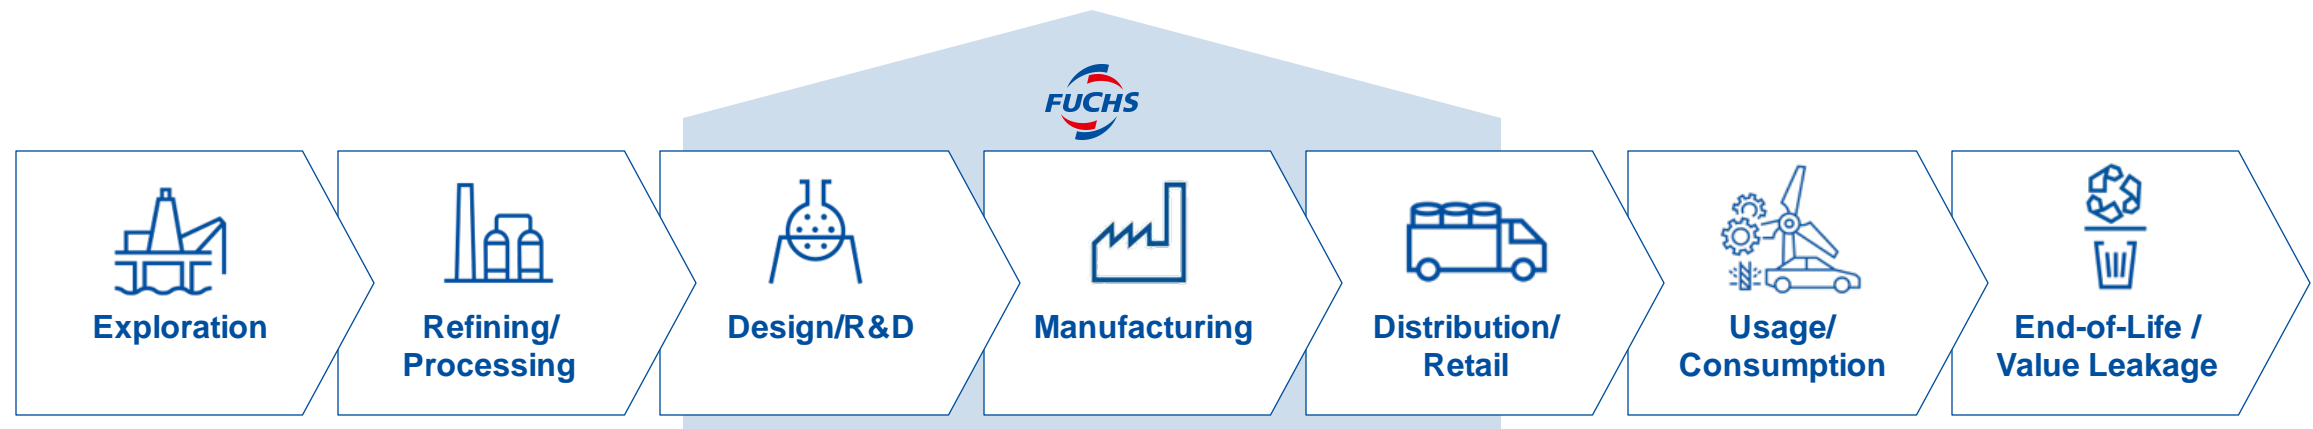 FUCHS
Exploration
Refining/
Processing
Design/R&D
Manufacturing
Distribution/
Retail
Usage/
Consumption
End-of-Life /
Value Leakage